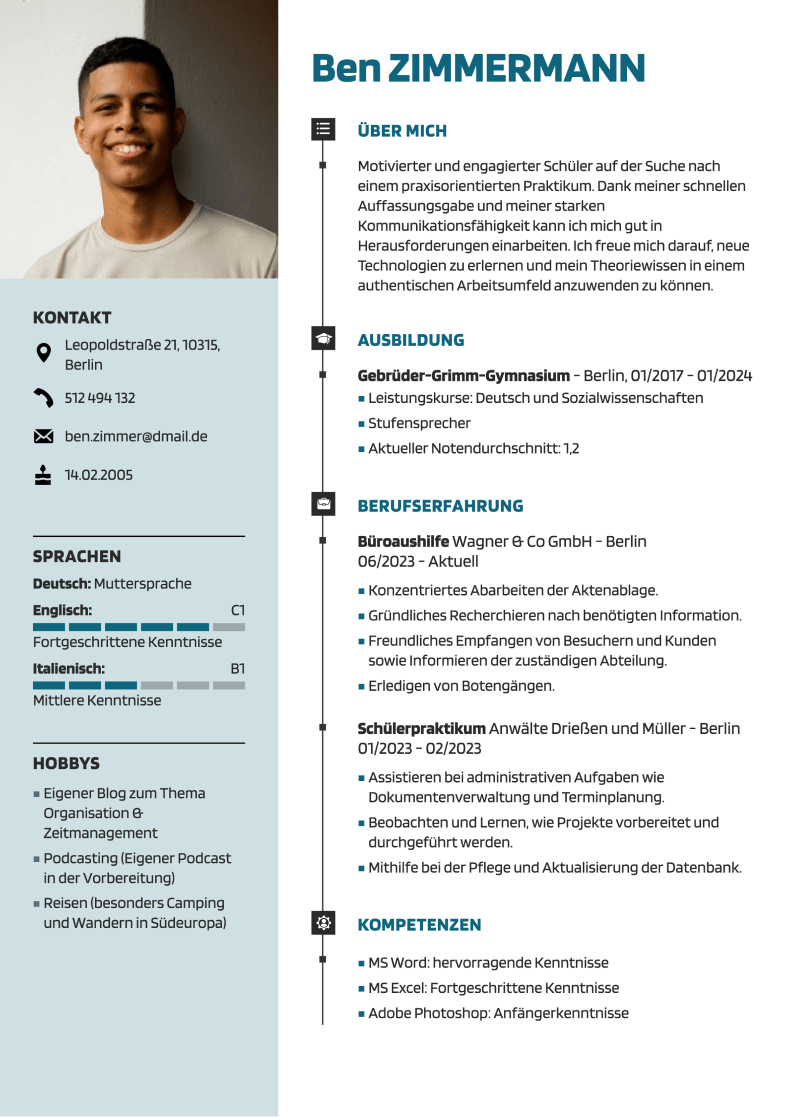 Ben ZIMMERMANN
ÜBER MICH
Motivierter und engagierter Schüler auf der Suche nach
einem praxisorientierten Praktikum. Dank meiner schnellen
Auffassungsgabe und meiner starken
Kommunikationsfähigkeit kann ich mich gut in
Herausforderungen einarbeiten. Ich freue mich darauf, neue
Technologien zu erlernen und mein Theoriewissen in einem
authentischen Arbeitsumfeld anzuwenden zu können.
AUSBILDUNG
Gebrüder-Grimm-Gymnasium - Berlin, 01/2017 - 01/2024
▪ Leistungskurse: Deutsch und Sozialwissenschaften
▪ Stufensprecher
▪ Aktueller Notendurchschnitt: 1,2
BERUFSERFAHRUNG
Büroaushilfe Wagner & Co GmbH - Berlin
06/2023 - Aktuell
▪ Konzentriertes Abarbeiten der Aktenablage.
▪ Gründliches Recherchieren nach benötigten Information.
▪ Freundliches Empfangen von Besuchern und Kunden
sowie Informieren der zuständigen Abteilung.
▪ Erledigen von Botengängen.
Schülerpraktikum Anwälte Drießen und Müller - Berlin
01/2023 - 02/2023
▪ Assistieren bei administrativen Aufgaben wie
Dokumentenverwaltung und Terminplanung.
▪ Beobachten und Lernen, wie Projekte vorbereitet und
durchgeführt werden.
▪ Mithilfe bei der Pflege und Aktualisierung der Datenbank.
KOMPETENZEN
▪ MS Word: hervorragende Kenntnisse
▪ MS Excel: Fortgeschrittene Kenntnisse
▪ Adobe Photoshop: Anfängerkenntnisse
KONTAKT
Leopoldstraße 21, 10315,
Berlin
512 494 132
ben.zimmer@dmail.de
14.02.2005
SPRACHEN
Deutsch: Muttersprache
Englisch: C1
Fortgeschrittene Kenntnisse
Italienisch: B1
Mittlere Kenntnisse
HOBBYS
▪ Eigener Blog zum Thema
Organisation &
Zeitmanagement
▪ Podcasting (Eigener Podcast
in der Vorbereitung)
▪ Reisen (besonders Camping
und Wandern in Südeuropa)